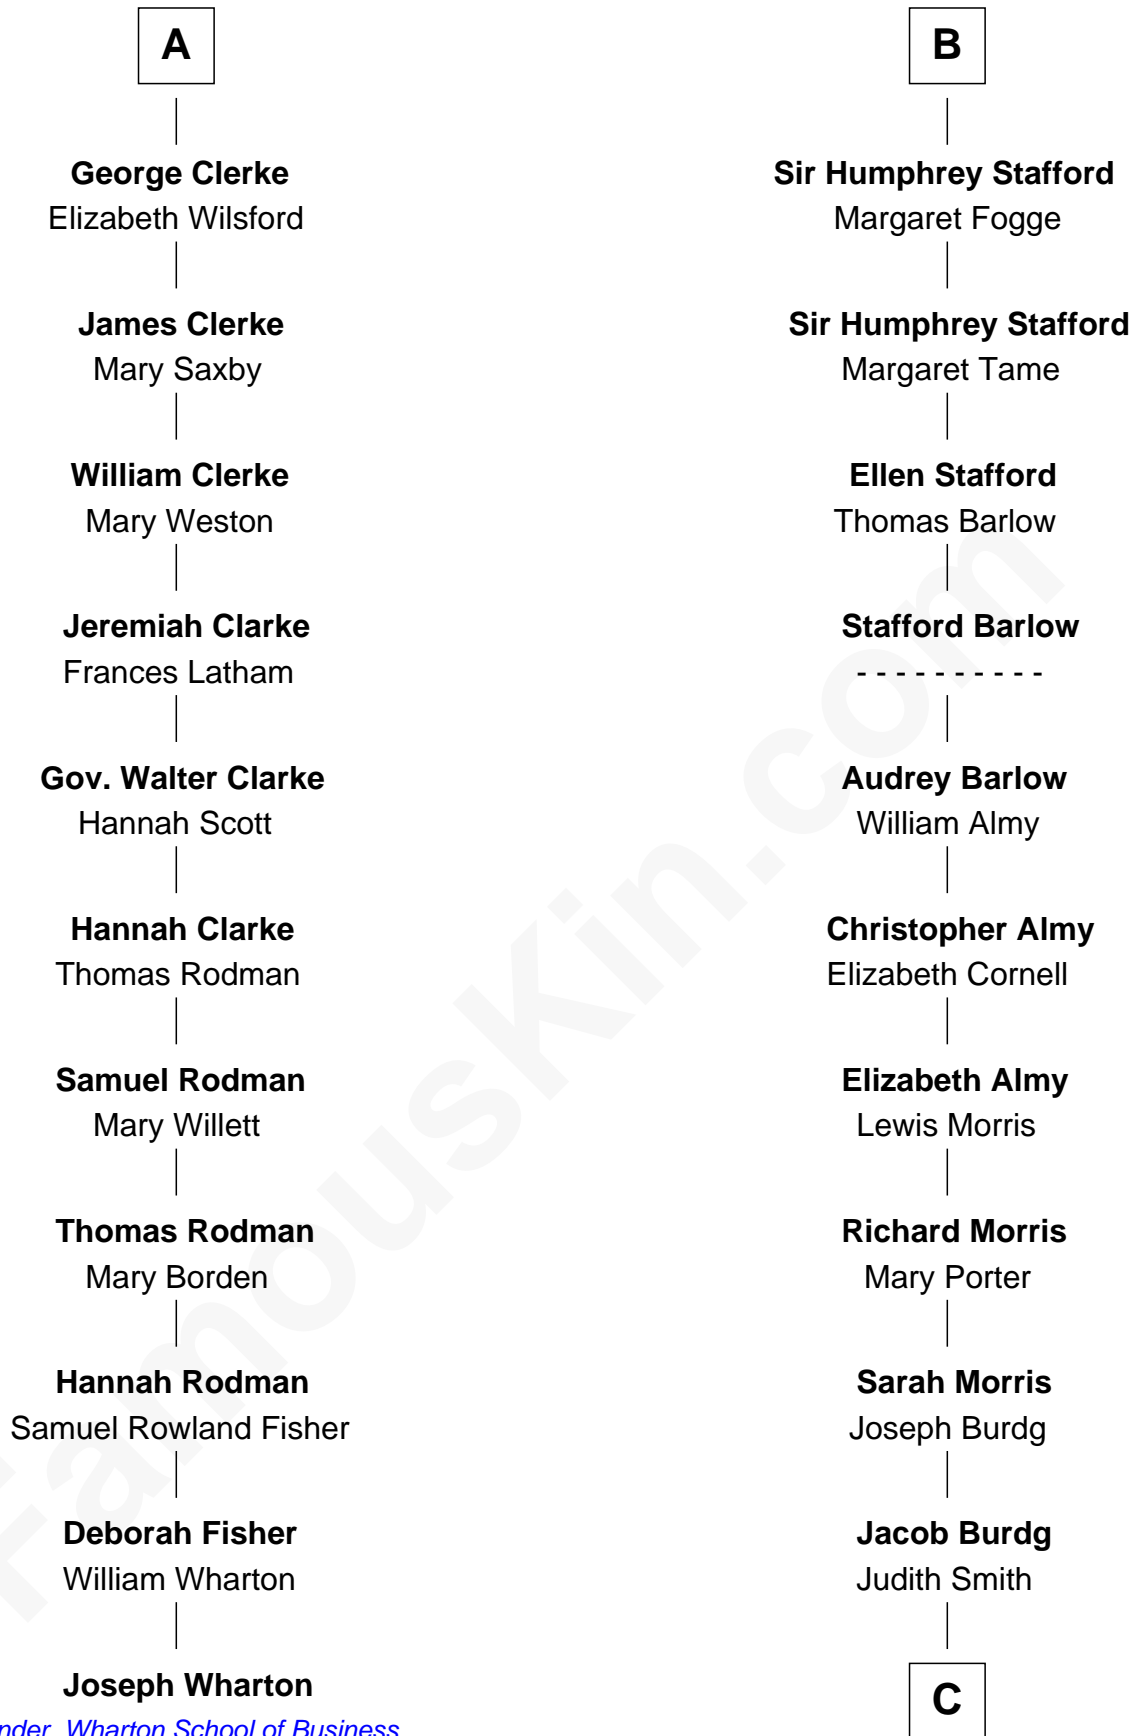 A
George Clerke
Elizabeth Wilsford
James Clerke
Mary Saxby
William Clerke
Mary Weston
Jeremiah Clarke
Frances Latham
Gov. Walter Clarke
Hannah Scott
Hannah Clarke
Thomas Rodman
Samuel Rodman
Mary Willett
Thomas Rodman
Mary Borden
Hannah Rodman
Samuel Rowland Fisher
Deborah Fisher
William Wharton
Joseph Wharton
Wharton School of Business
B
Sir Humphrey Stafford
Margaret Fogge
Sir Humphrey Stafford
Margaret Tame
Ellen Stafford
Thomas Barlow
Stafford Barlow
- - - - - - - - - -
Audrey Barlow
William Almy
Christopher Almy
Elizabeth Cornell
Elizabeth Almy
Lewis Morris
Richard Morris
Mary Porter
Sarah Morris
Joseph Burdg
Jacob Burdg
Judith Smith
C
FamousKin.com